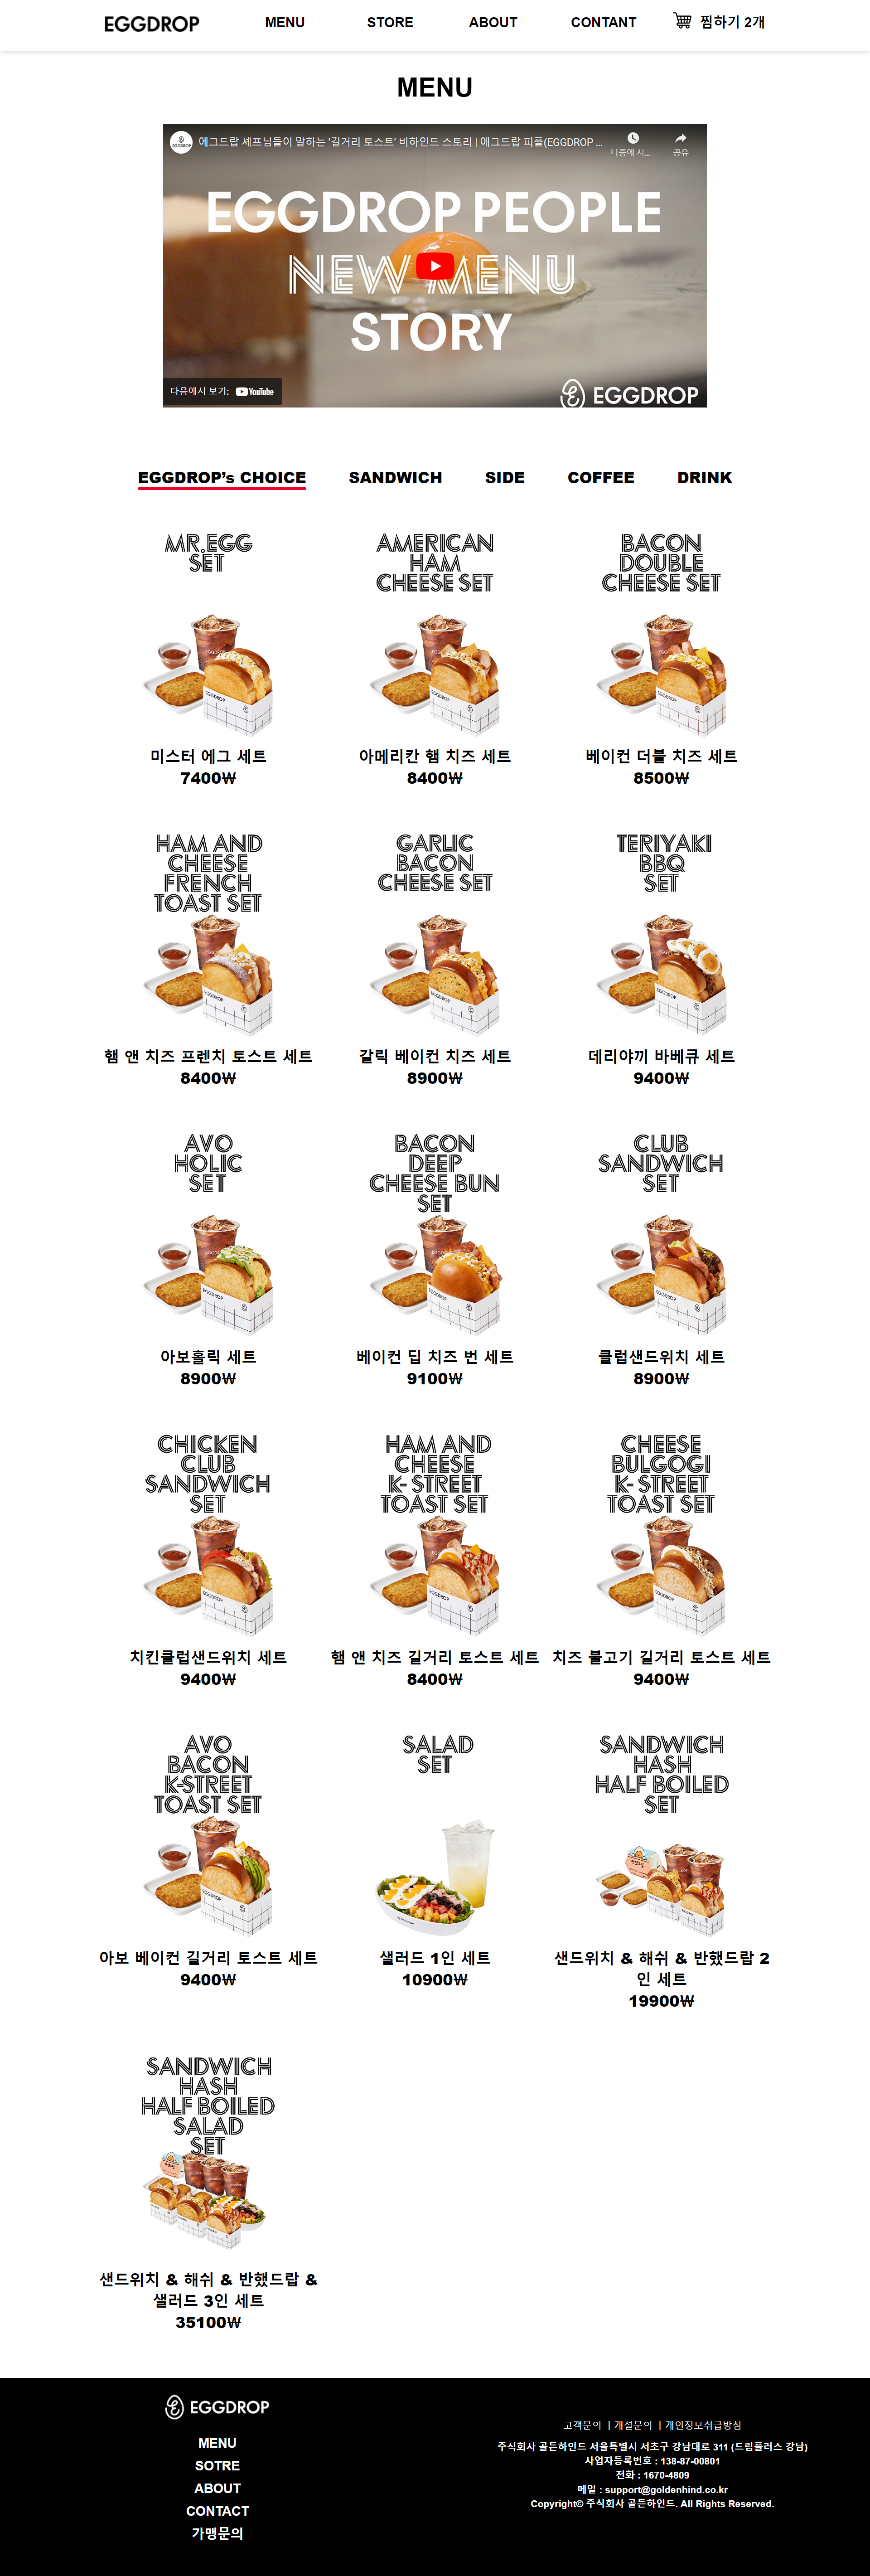 EGGDROP
MENU
STORE
ABOUT
CONTANT
찜하기 2개
MENU
에그드랍 셰프님들이 말하는 '길거리 토스트' 비하인드 스토리 | 에그드랍 피플(EGGDROP ...
나중에 시...
공유
EGGDROP PEOPLE
NEW MENU
STORY
다음에서 보기: YouTube
EGGDROP
EGGDROP's CHOICE
SANDWICH
SIDE
COFFEE
DRINK
MR.EGG
SET
미스터 에그 세트
7400₩
AMERICAN
HAM
CHEESE SET
아메리칸 햄 치즈 세트
8400₩
BACON
DOUBLE
CHEESE SET
베이컨 더블 치즈 세트
8500₩
HAM AND
CHEESE
FRENCH
TOAST SET
EGGDROP
햄 앤 치즈 프렌치 토스트 세트
8400₩
GARLIC
BACON
CHEESE SET
EGGDROP
갈릭 베이컨 치즈 세트
8900₩
TERIYAKI
BBQ
SET
EGGDROP
데리야끼 바베큐 세트
9400₩
AVO
HOLIC
SET
EGGDROP
아보홀릭 세트
8900₩
BACON
DEEP
CHEESE BUN
SET
EGGDROP
베이컨 딥 치즈 번 세트
9100₩
CLUB
SANDWICH
SET
EGGDROP
클럽샌드위치 세트
8900₩
CHICKEN
CLUB
SANDWICH
SET
EGGDROP
치킨클럽샌드위치 세트
9400₩
HAM AND
CHEESE
K- STREET
TOAST SET
EGGDROP
햄 앤 치즈 길거리 토스트 세트
8400₩
CHEESE
BULGOGI
K- STREET
TOAST SET
EGGDROP
치즈 불고기 길거리 토스트 세트
9400₩
AVO
BACON
K-STREET
TOAST SET
EGGDROP
아보 베이컨 길거리 토스트 세트
9400₩
SALAD
SET
샐러드 1인 세트
10900₩
SANDWICH
HASH
HALF BOILED
SET
샌드위치 & 해쉬 & 반했드랍 2
인 세트
19900₩
SANDWICH
HASH
HALF BOILED
SALAD
SET
샌드위치 & 해쉬 & 반했드랍 &
샐러드 3인 세트
35100₩
EGGDROP
MENU
SOTRE
ABOUT
CONTACT
가맹문의
고객문의 | 개설문의 | 개인정보취급방침
주식회사 골든하인드 서울특별시 서초구 강남대로 311 (드림플러스 강남)
사업자등록번호 : 138-87-00801
전화 : 1670-4809
메일 : support@goldenhind.co.kr
Copyright© 주식회사 골든하인드. All Rights Reserved.